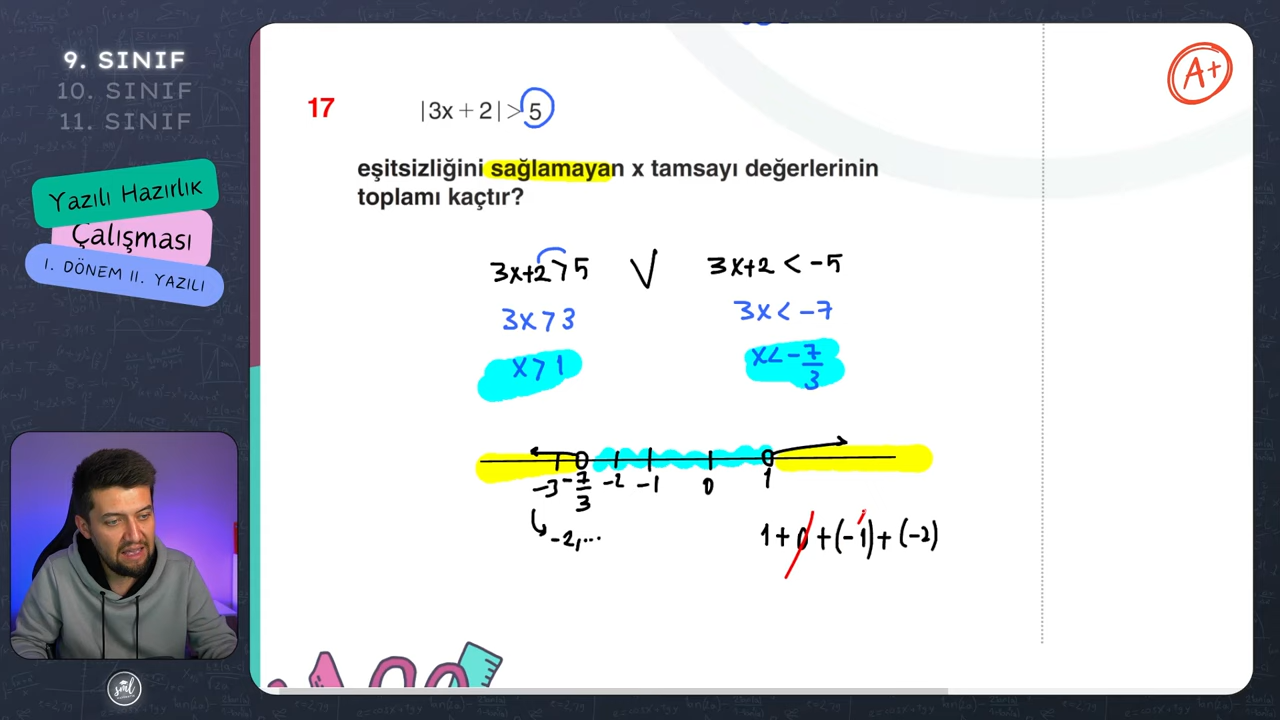 9. SINIF
10. SINIF
11. SINIF
Yazılı Hazırlık
Çalışması
I. DÖNEM II. YAZILI
A+
17
|3x + 2| > 5
eşitsizliğini sağlamayan x tamsayı değerlerinin
toplamı kaçtır?
3x+2 > 5 V 3x+2 < -5
3x > 3 3x < -7
x > 1 x < -7/3
-3 -7/3 -2 -1 0 1
-2,...
1 + 0 + (-1) + (-2)
sml